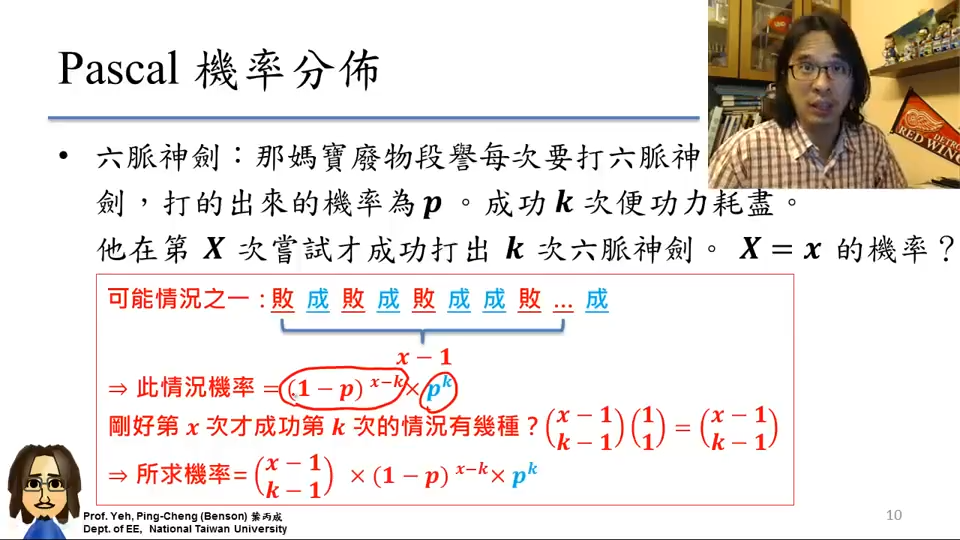 Pascal 機率分佈
• 六脈神劍：那媽寶廢物段譽每次要打六脈神
劍，打的出來的機率為 p 。成功 k 次便功力耗盡。
他在第 X 次嘗試才成功打出 k 次六脈神劍。 X = x 的機率？
可能情況之一：敗 成 敗 成 敗 成 成 敗 … 成
x − 1
⇒ 此情況機率 = (1 − p)^{x−k} × p^k
剛好第 x 次才成功第 k 次的情況有幾種？ \binom{x − 1}{k − 1} \binom{1}{1} = \binom{x − 1}{k − 1}
⇒ 所求機率= \binom{x − 1}{k − 1} × (1 − p)^{x−k} × p^k
Prof. Yeh, Ping-Cheng (Benson) 葉丙成
Dept. of EE, National Taiwan University
10
RED WING